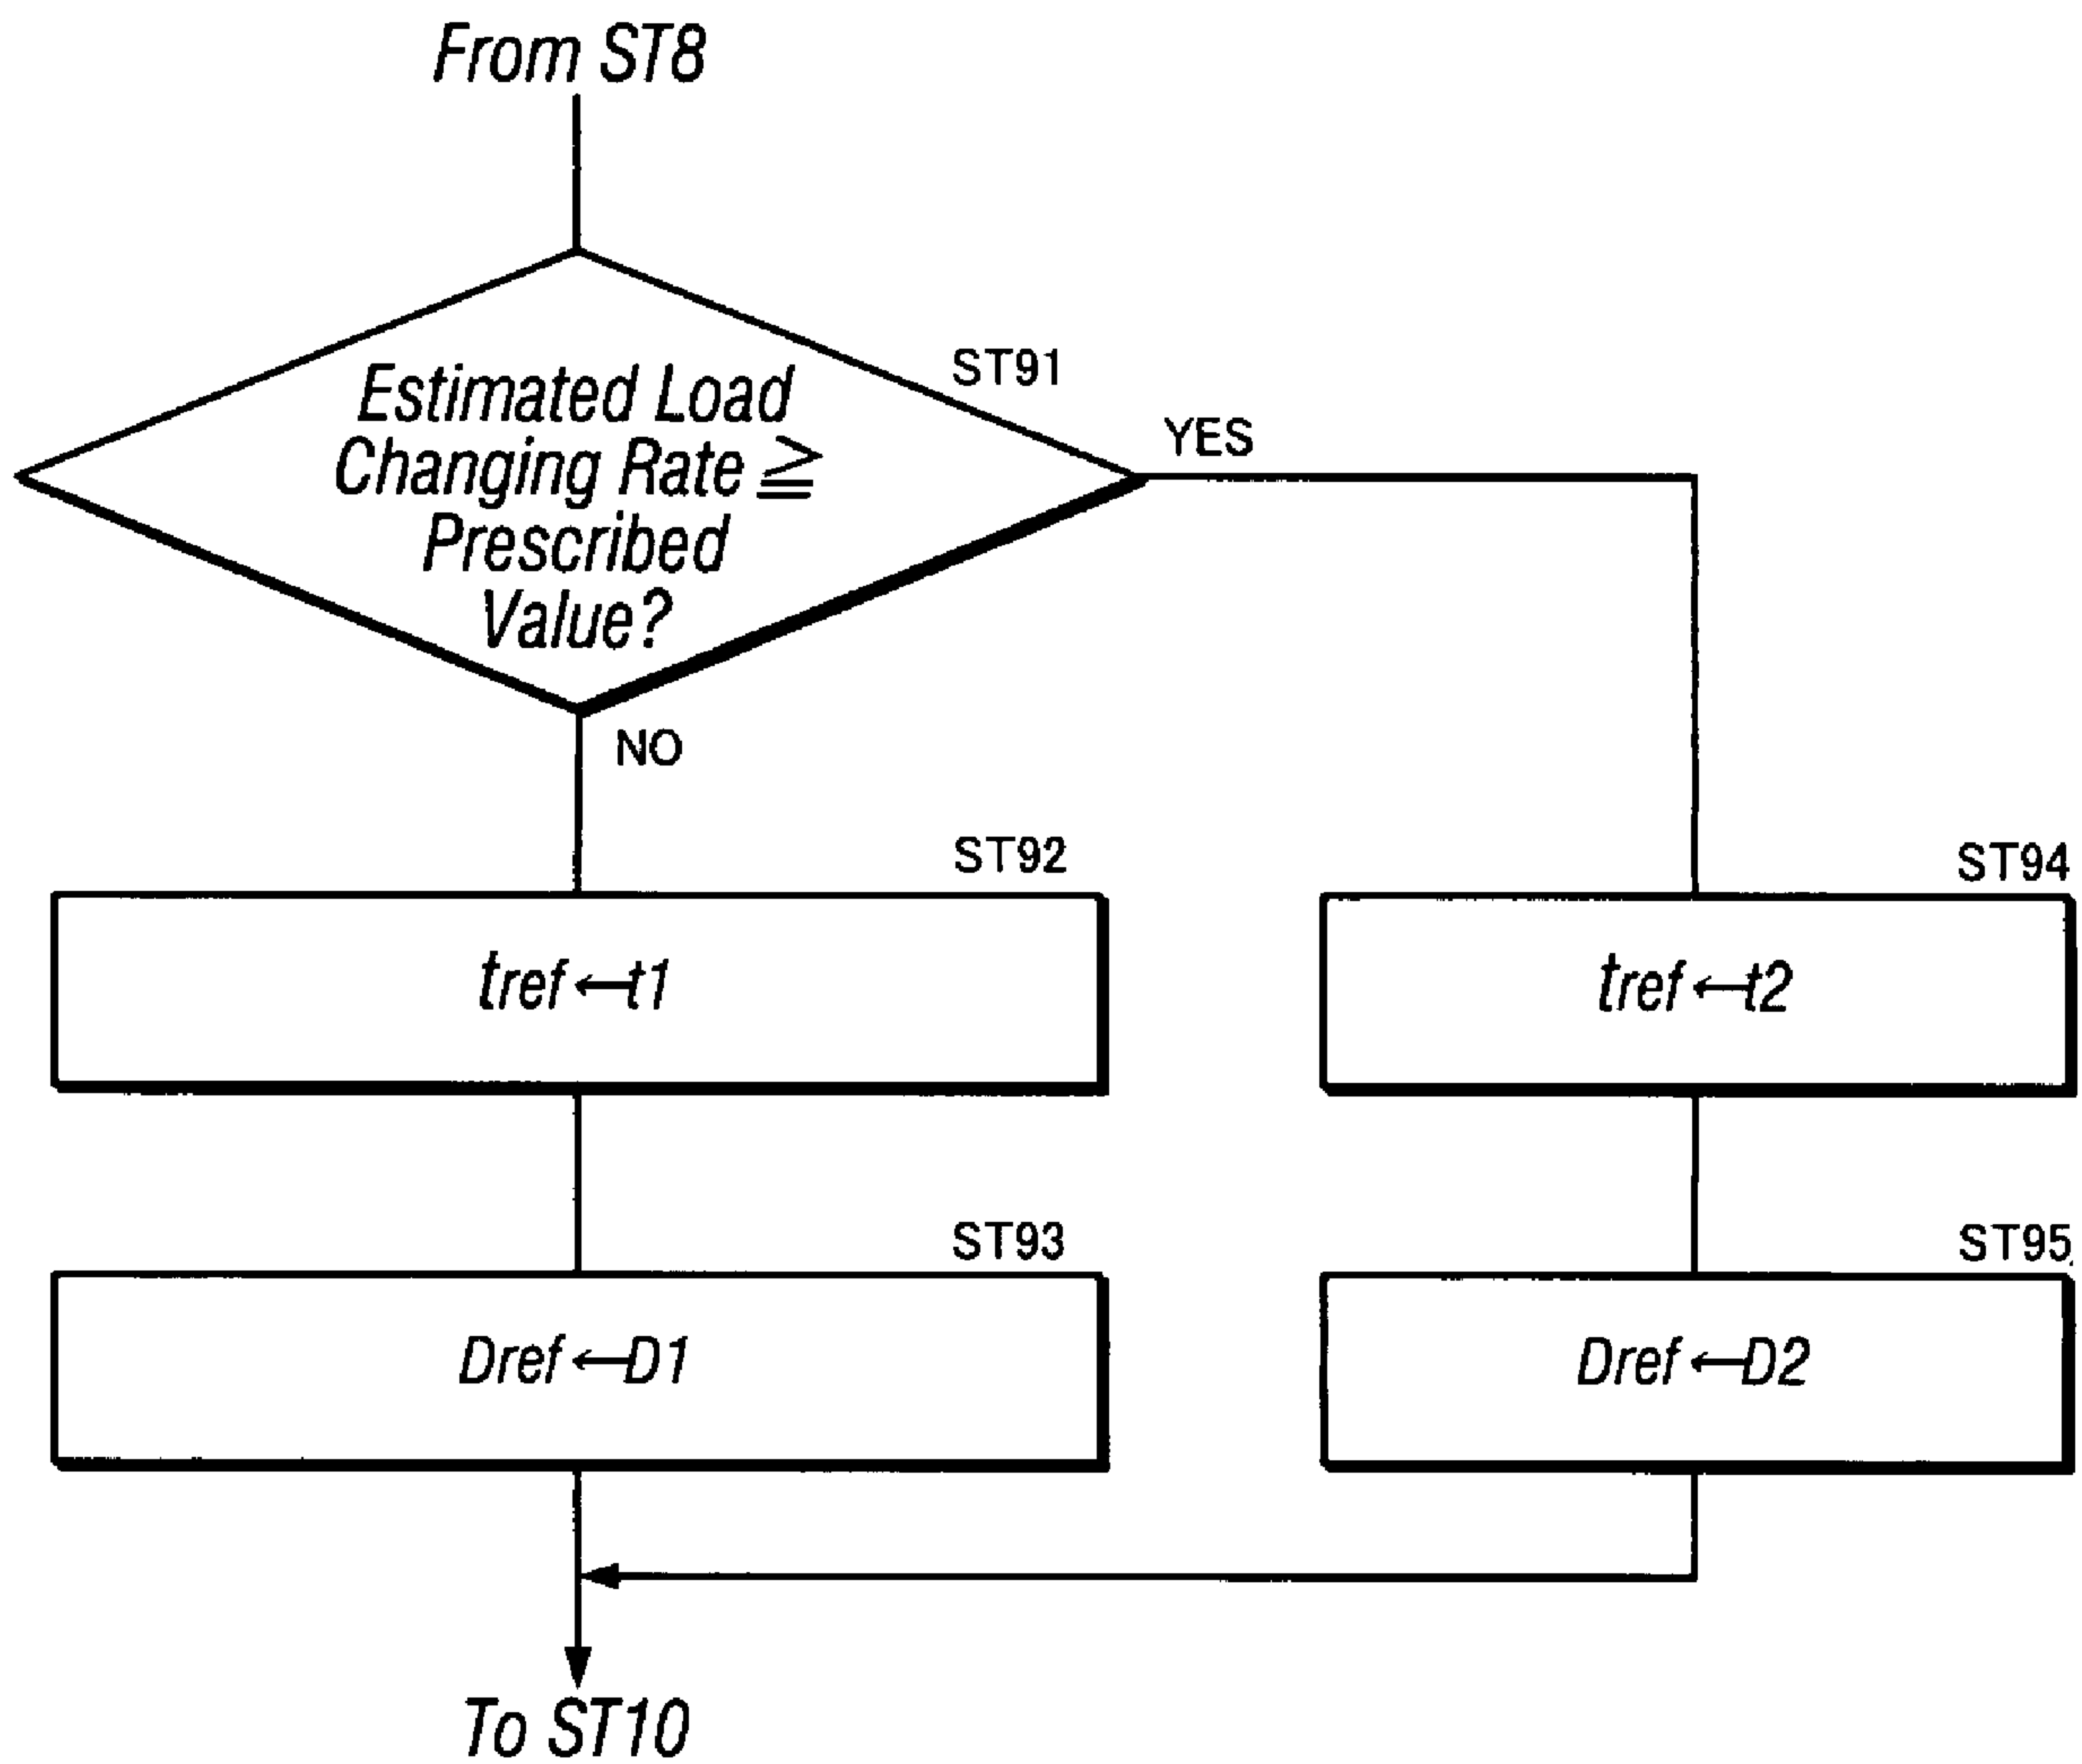 From ST8
ST91
Estimated Load
Changing Rate ≧
Prescribed
Value?
YES
NO
ST92
tref←t1
ST94
tref←t2
ST93
Dref←D1
ST95
Dref←D2
To ST10